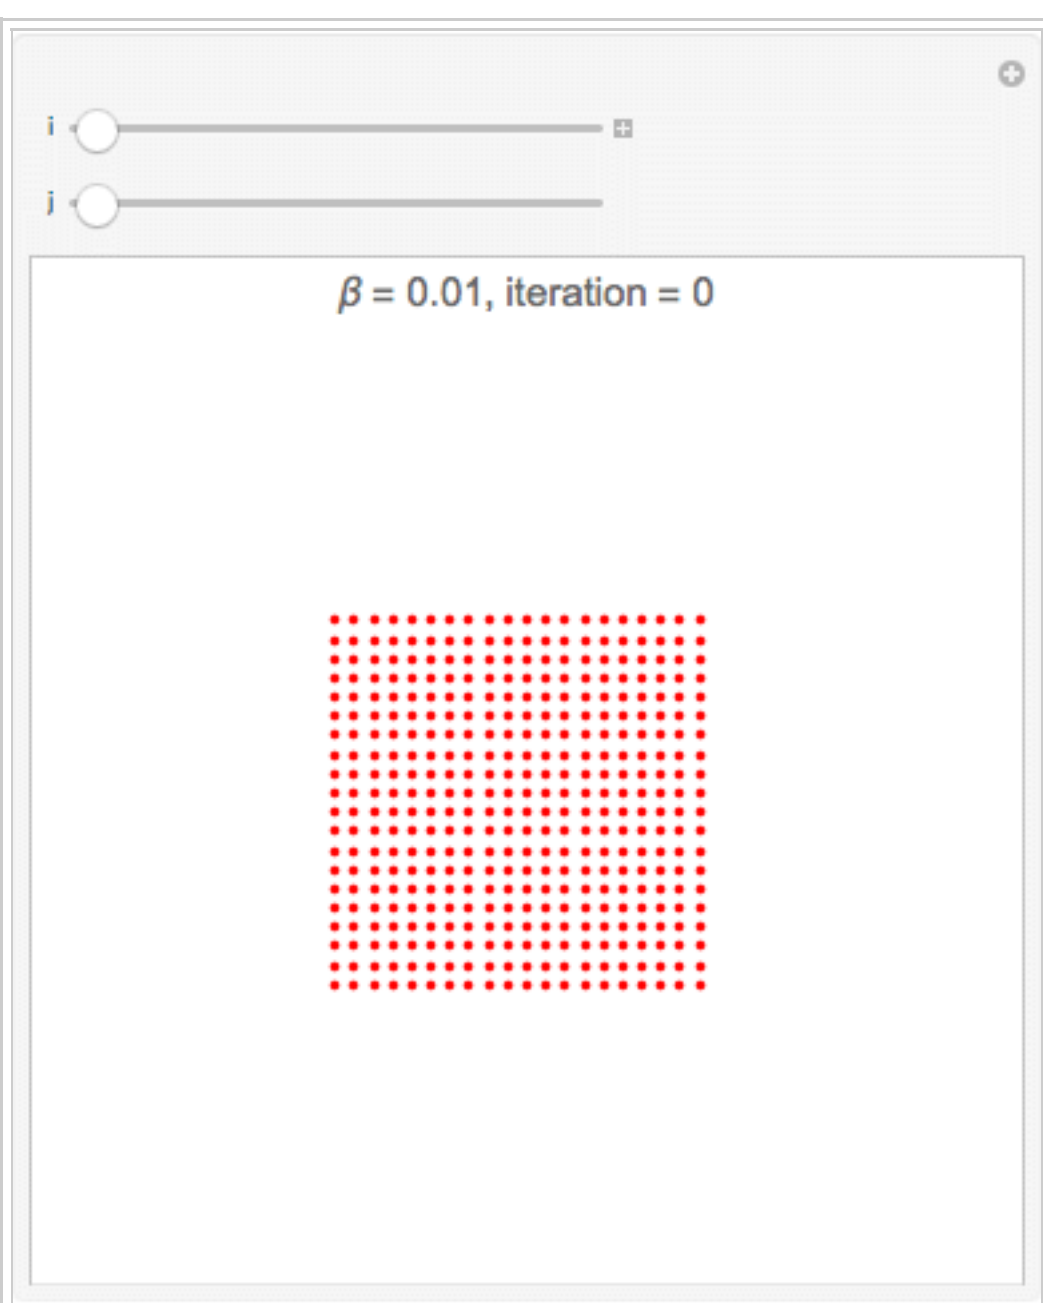 i
j
β = 0.01, iteration = 0